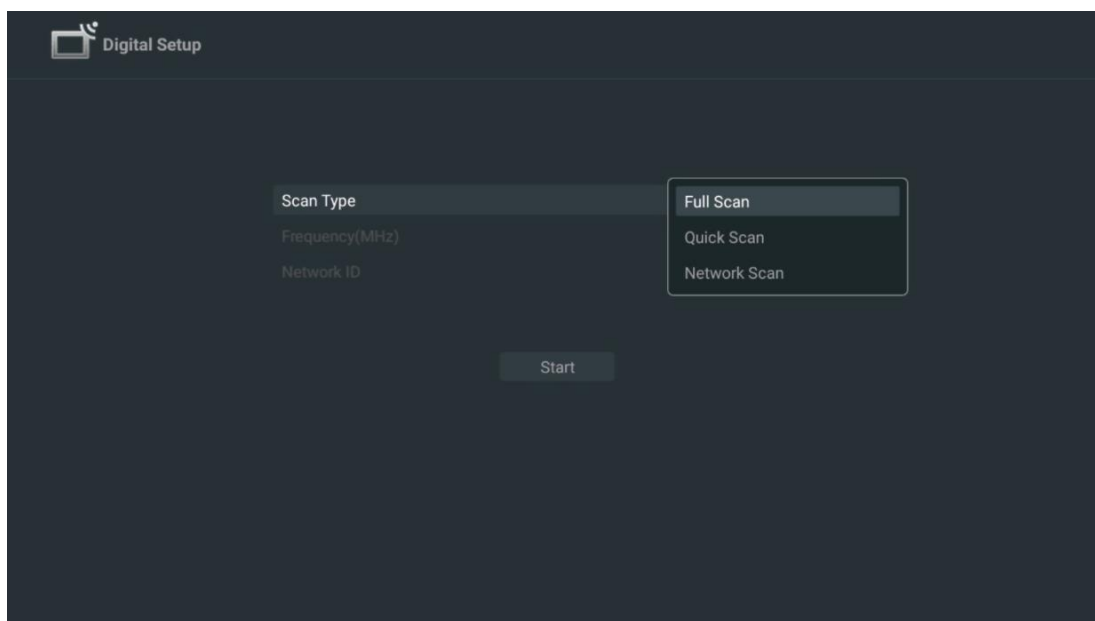 Digital Setup
Scan Type
Full Scan
Frequency(MHz)
Quick Scan
Network ID
Network Scan
Start